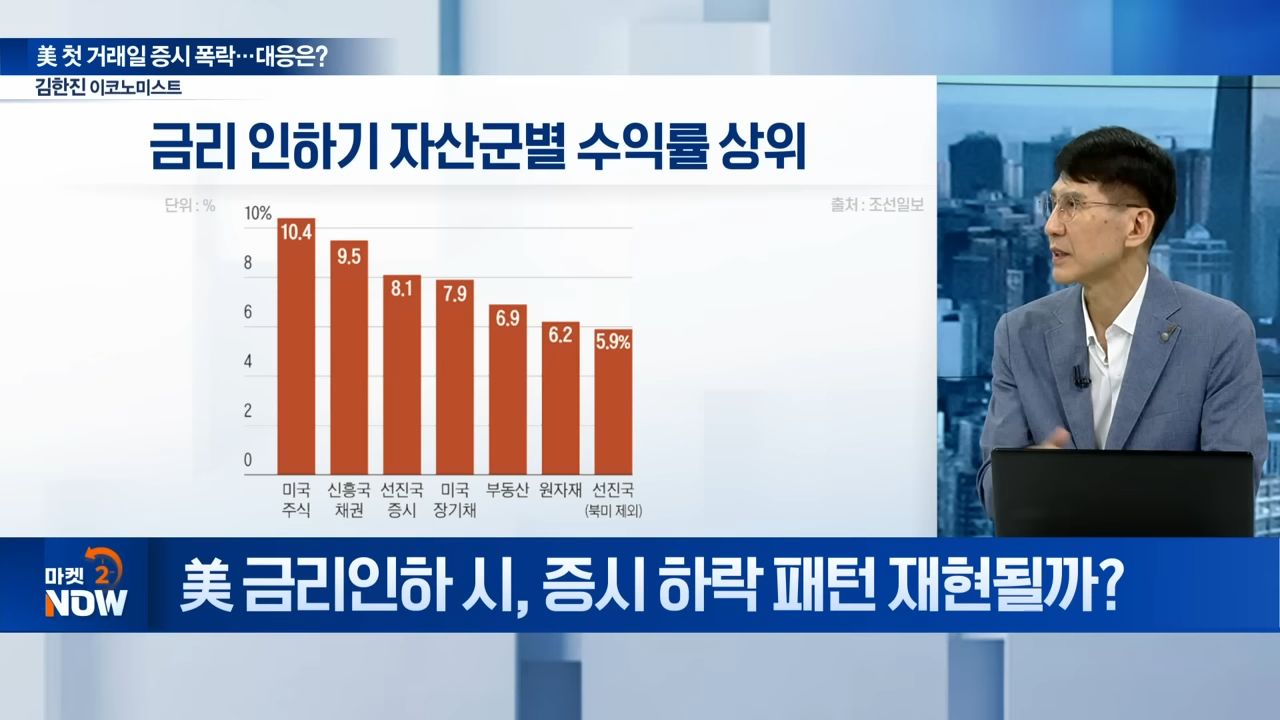 美 첫 거래일 증시 폭락…대응은?
김한진 이코노미스트
금리 인하기 자산군별 수익률 상위
단위 : %
출처 : 조선일보
10%
8
6
4
2
0
10.4
9.5
8.1
7.9
6.9
6.2
5.9%
미국 주식
신흥국 채권
선진국 증시
미국 장기채
부동산
원자재
선진국 (북미 제외)
마켓 2
NOW
美 금리인하 시, 증시 하락 패턴 재현될까?